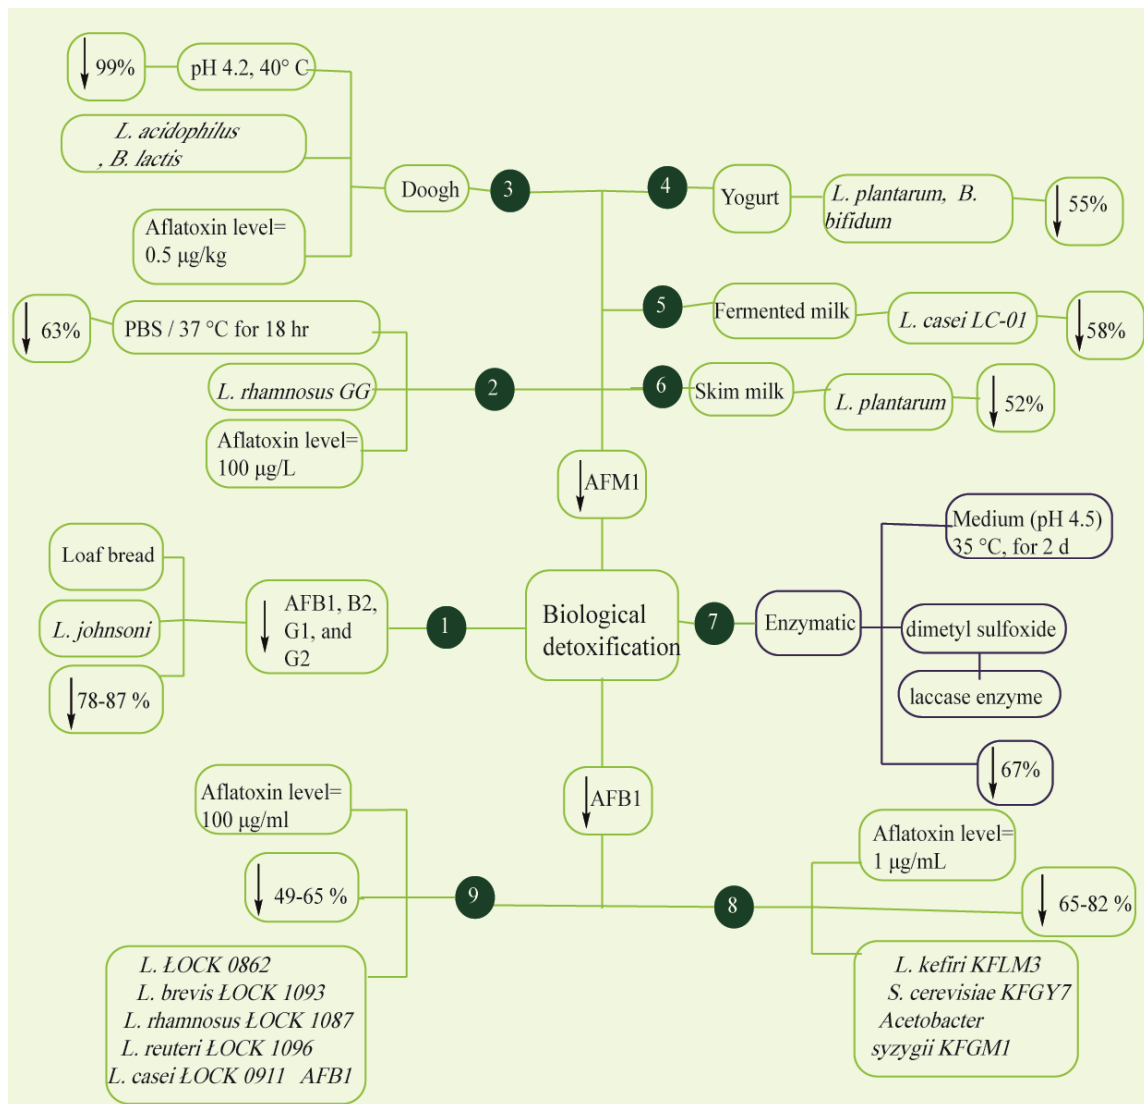 99%
pH 4.2, 40° C
L. acidophilus
, B. lactis
Aflatoxin level=
0.5 µg/kg
Doogh
3
4
Yogurt
L. plantarum, B.
bifidum
55%
5
Fermented milk
L. casei LC-01
58%
63%
PBS / 37 °C for 18 hr
L. rhamnosus GG
Aflatoxin level=
100 µg/L
2
6
Skim milk
L. plantarum
52%
AFM1
Loaf bread
L. johnsoni
78-87 %
AFB1, B2,
G1, and
G2
1
Biological
detoxification
7
Enzymatic
Medium (pH 4.5)
35 °C, for 2 d
dimetyl sulfoxide
laccase enzyme
67%
AFB1
Aflatoxin level=
100 µg/ml
49-65 %
9
L. ŁOCK 0862
L. brevis ŁOCK 1093
L. rhamnosus ŁOCK 1087
L. reuteri ŁOCK 1096
L. casei ŁOCK 0911 AFB1
8
Aflatoxin level=
1 µg/mL
65-82 %
L. kefiri KFLM3
S. cerevisiae KFGY7
Acetobacter
syzygii KFGM1